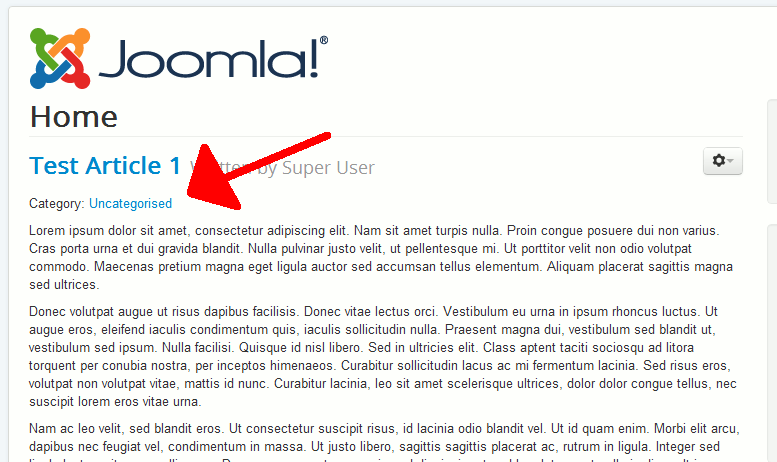 Joomla!®
Home
Test Article 1 Written by Super User
Category: Uncategorised
Lorem ipsum dolor sit amet, consectetur adipiscing elit. Nam sit amet turpis nulla. Proin congue posuere dui non varius.
Cras porta urna et dui gravida blandit. Nulla pulvinar justo velit, ut pellentesque mi. Ut porttitor velit non odio volutpat
commodo. Maecenas pretium magna eget ligula auctor sed accumsan tellus elementum. Aliquam placerat sagittis magna
sed ultrices.
Donec volutpat augue ut risus dapibus facilisis. Donec vitae lectus orci. Vestibulum eu urna in ipsum rhoncus luctus. Ut
augue eros, eleifend iaculis condimentum quis, iaculis sollicitudin nulla. Praesent magna dui, vestibulum sed blandit ut,
vestibulum sed ipsum. Nulla facilisi. Quisque id nisl libero. Sed in ultricies elit. Class aptent taciti sociosqu ad litora
torquent per conubia nostra, per inceptos himenaeos. Curabitur sollicitudin lacus ac mi fermentum lacinia. Sed risus eros,
volutpat non volutpat vitae, mattis id nunc. Curabitur lacinia, leo sit amet scelerisque ultrices, dolor dolor congue tellus, nec
suscipit lorem eros vitae urna.
Nam ac leo velit, sed blandit eros. Ut consectetur suscipit risus, id lacinia odio blandit vel. Ut id quam enim. Morbi elit arcu,
dapibus nec feugiat vel, condimentum in massa. Ut justo libero, sagittis sagittis placerat ac, rutrum in ligula. Integer sed